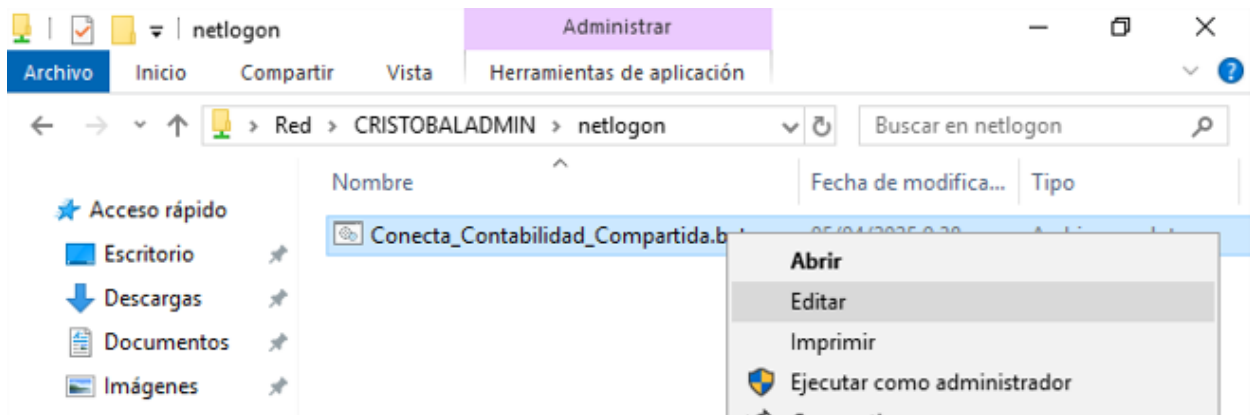 netlogon
Administrar
Archivo Inicio Compartir Vista Herramientas de aplicación
Red > CRISTOBALADMIN > netlogon Buscar en netlogon
Nombre Fecha de modifica... Tipo
Acceso rápido
Conecta_Contabilidad_Compartida.bat
Escritorio
Abrir
Editar
Descargas
Documentos
Imprimir
Imágenes
Ejecutar como administrador